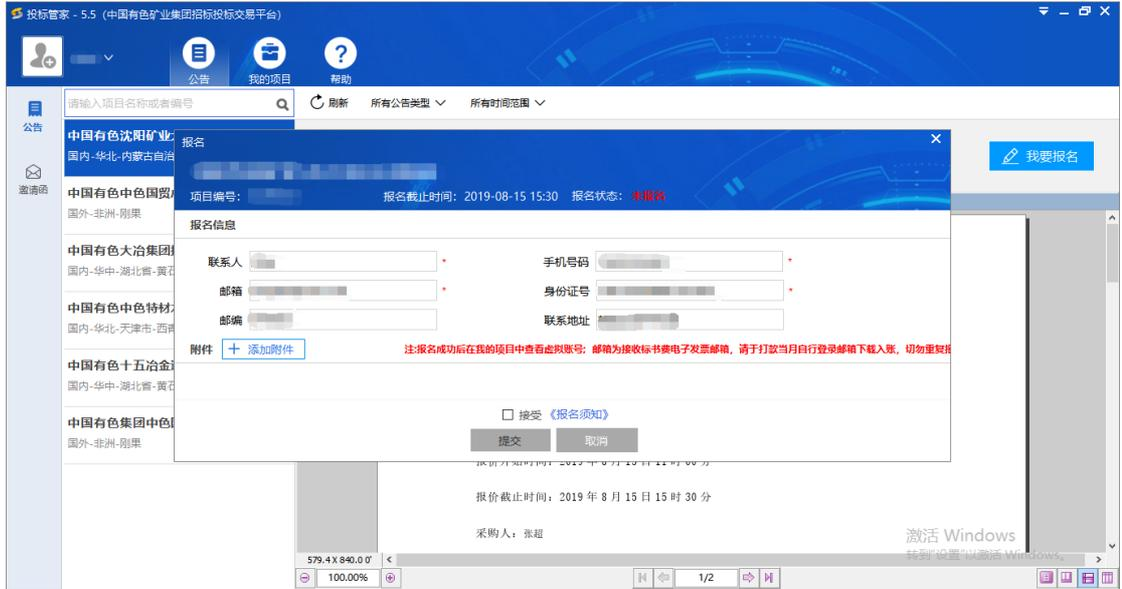 投标管家 - 5.5（中国有色矿业集团招标投标交易平台）
公告
我的项目
帮助
请输入项目名称或者编号
刷新
所有公告类型
所有时间范围
公告
邀请函
中国有色沈阳矿业
国内-华北-内蒙古自治
中国有色中色国贸
国外-非洲-刚果
中国有色大冶集团
国内-华中-湖北省-黄石
中国有色中色特材
国内-华北-天津市-西青
中国有色十五冶金
国内-华中-湖北省-黄石
中国有色集团中色
国外-非洲-刚果
我要报名
报名
项目编号：
报名截止时间：2019-08-15 15:30
报名状态：
未报名
报名信息
联系人 *
手机号码 *
邮箱 *
身份证号 *
邮编
联系地址
附件
添加附件
注:报名成功后在我的项目中查看虚拟账号；邮箱为接收标书费电子发票邮箱，请于打款当月自行登录邮箱下载入账，切勿重复
接受《报名须知》
提交
取消
报价截止时间：2019 年 8 月 15 日 15 时 30 分
采购人：张超
激活 Windows
转到"设置"以激活 Windows。
579.4 X 840.0 0"
100.00%
1/2